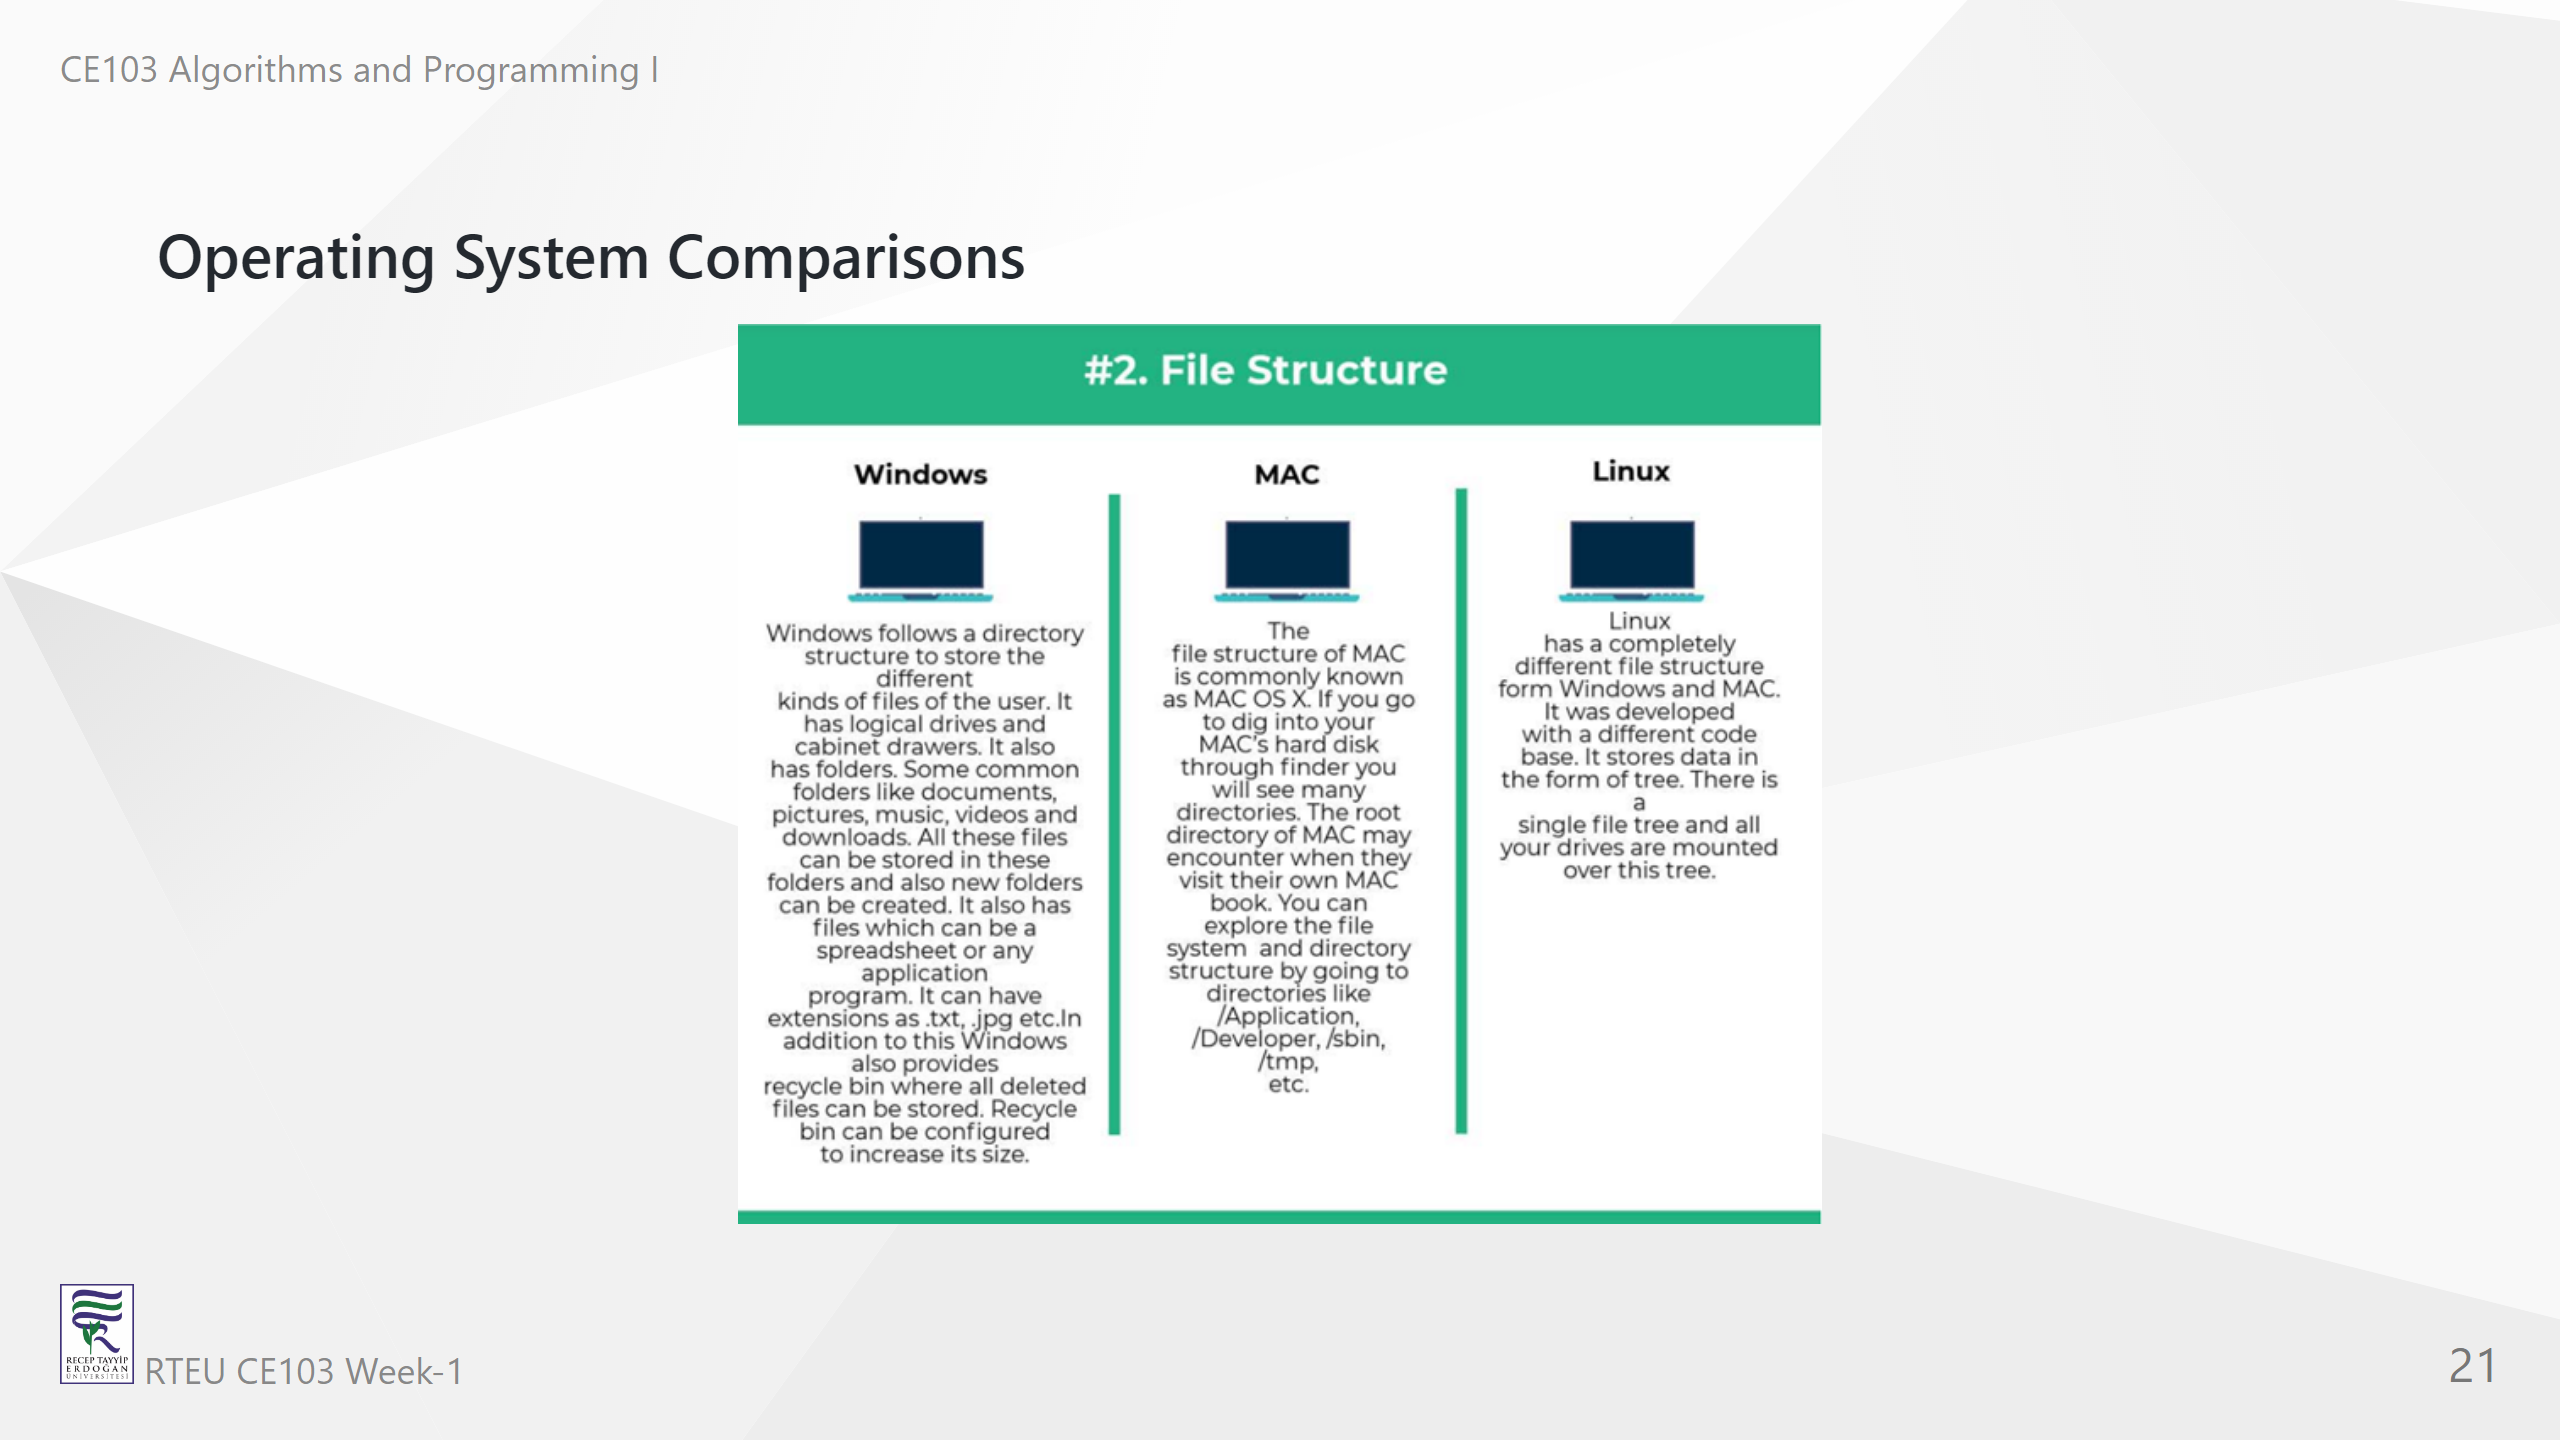 CE103 Algorithms and Programming I
Operating System Comparisons
#2. File Structure
Windows
Windows follows a directory
structure to store the
different
kinds of files of the user. It
has logical drives and
cabinet drawers. It also
has folders. Some common
folders like documents,
pictures, music, videos and
downloads. All these files
can be stored in these
folders and also new folders
can be created. It also has
files which can be a
spreadsheet or any
application
program. It can have
extensions as .txt, .jpg etc.In
addition to this Windows
also provides
recycle bin where all deleted
files can be stored. Recycle
bin can be configured
to increase its size.
MAC
The
file structure of MAC
is commonly known
as MAC OS X. If you go
to dig into your
MAC's hard disk
through finder you
will see many
directories. The root
directory of MAC may
encounter when they
visit their own MAC
book. You can
explore the file
system  and directory
structure by going to
directories like
/Application,
/Developer, /sbin,
/tmp,
etc.
Linux
Linux
has a completely
different file structure
form Windows and MAC.
It was developed
with a different code
base. It stores data in
the form of tree. There is
a
single file tree and all
your drives are mounted
over this tree.
RECEP TAYYİP
ERDOĞAN
ÜNİVERSİTESİ
RTEU CE103 Week-1
21